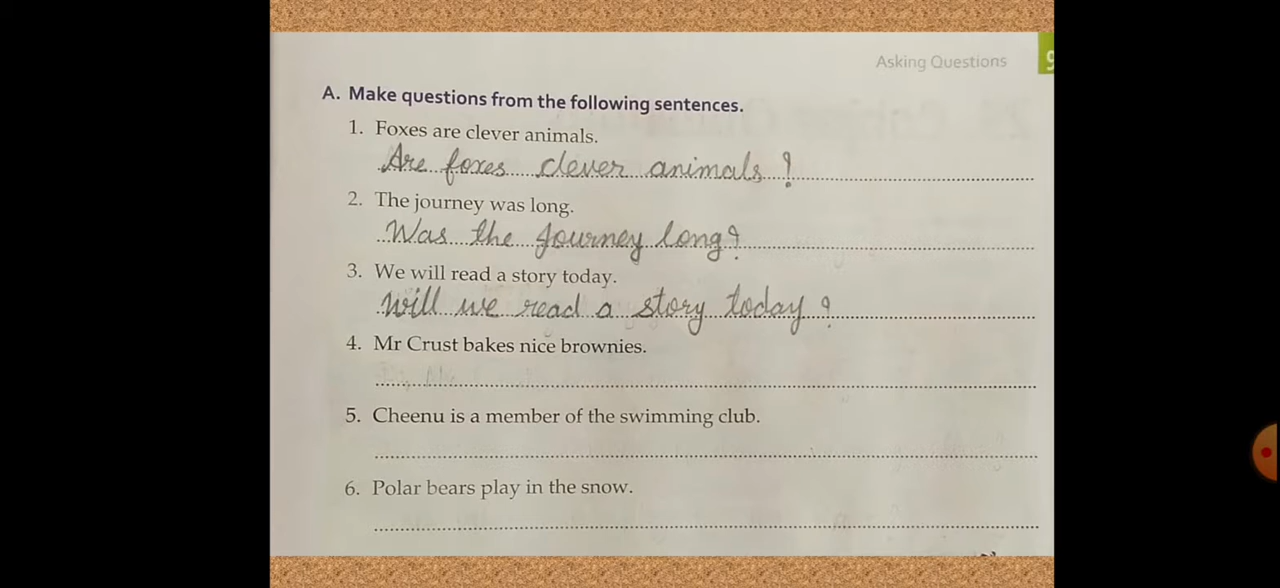 Asking Questions
9
A. Make questions from the following sentences.
1. Foxes are clever animals.
Are foxes clever animals?
2. The journey was long.
Was the journey long?
3. We will read a story today.
Will we read a story today?
4. Mr Crust bakes nice brownies.
5. Cheenu is a member of the swimming club.
6. Polar bears play in the snow.